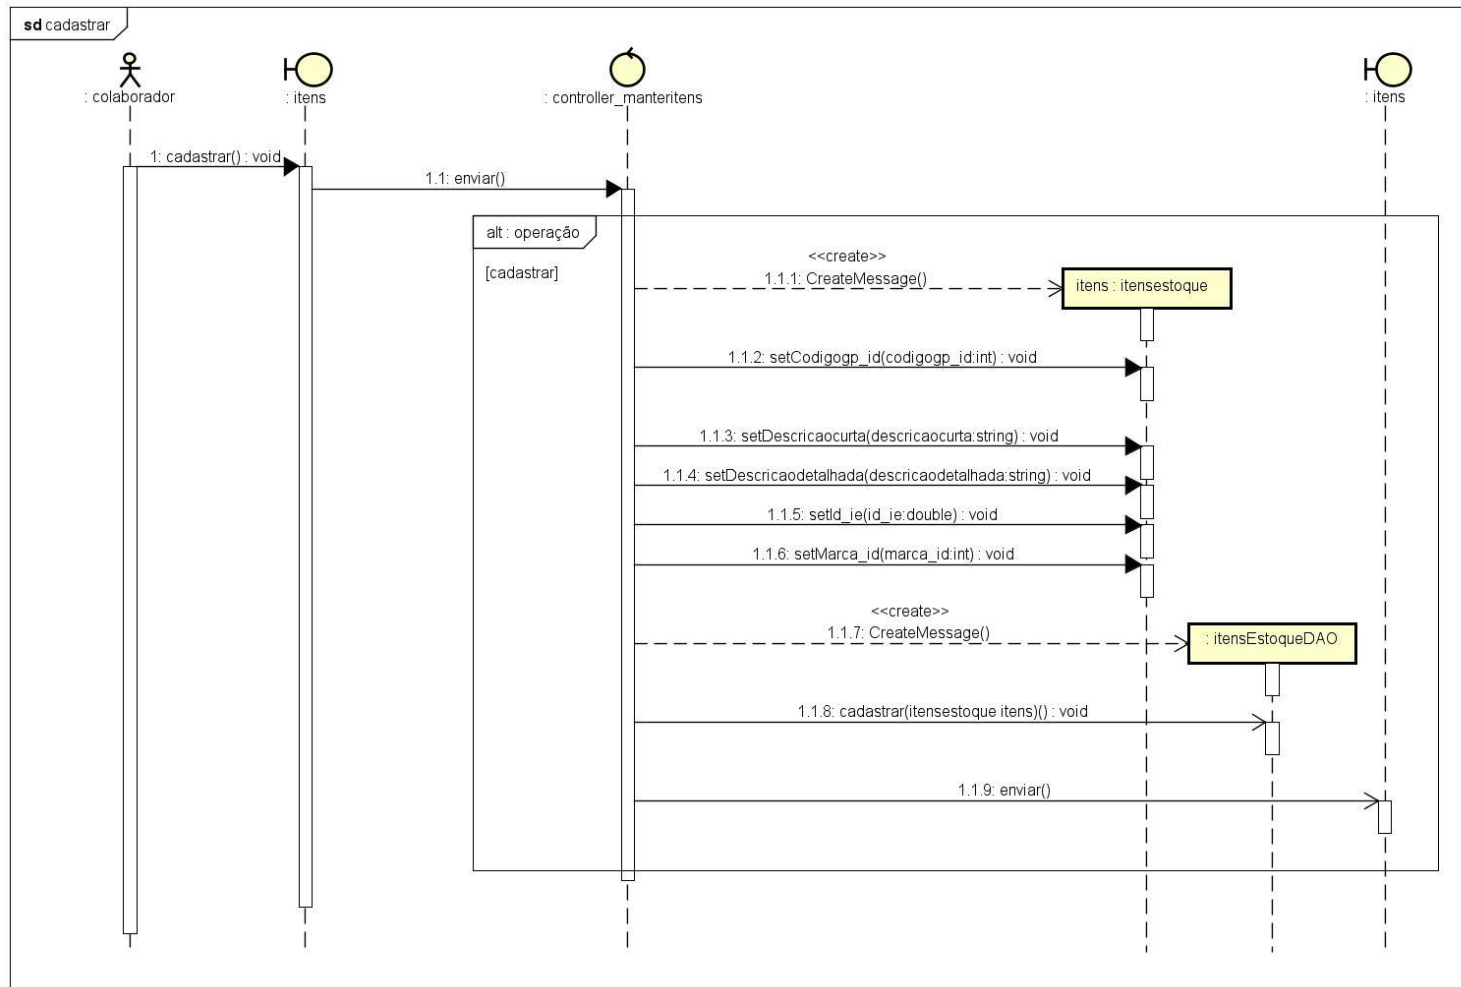 sd cadastrar
: colaborador
: itens
: controller_manteritens
: itens
1: cadastrar() : void
1.1: enviar()
alt : operação
[cadastrar]
<<create>>
1.1.1: CreateMessage()
itens : itensestoque
1.1.2: setCodigogp_id(codigogp_id:int) : void
1.1.3: setDescricaocurta(descricaocurta:string) : void
1.1.4: setDescricaodetalhada(descricaodetalhada:string) : void
1.1.5: setId_ie(id_ie:double) : void
1.1.6: setMarca_id(marca_id:int) : void
<<create>>
1.1.7: CreateMessage()
: itensEstoqueDAO
1.1.8: cadastrar(itensestoque itens)() : void
1.1.9: enviar()